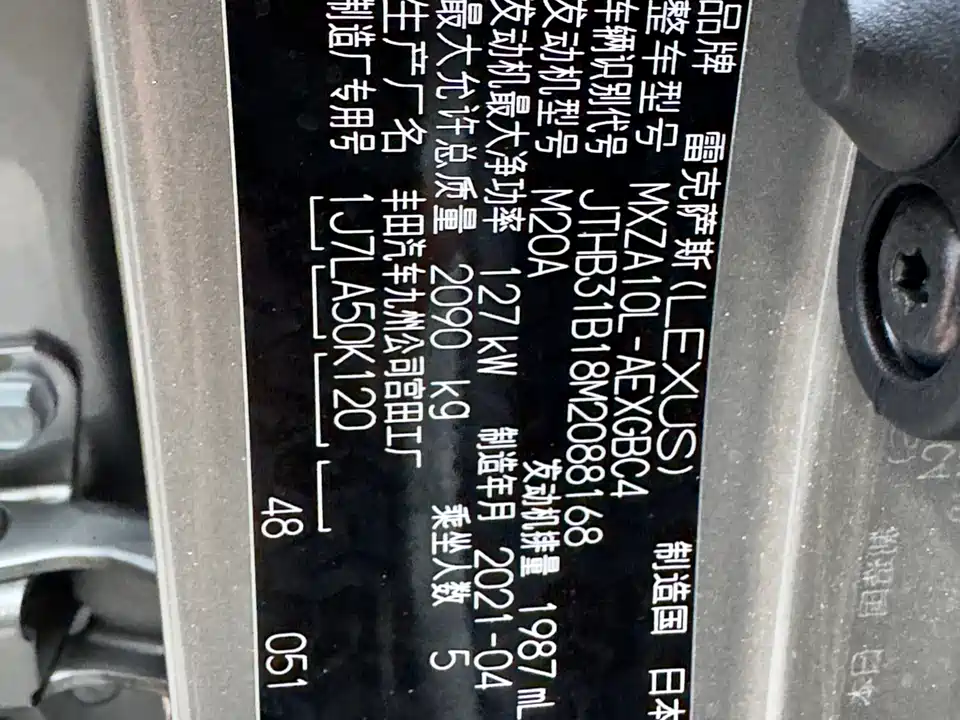 品牌 雷克萨斯(LEXUS) 制造国 日本
整车型号 MXZA10L-AEXGBC4
车辆识别代号 JTHB31B18M2088168
发动机型号 M20A 发动机排量 1987 mL
发动机最大净功率 127 kW 制造年月 2021-04
最大允许总质量 2090 kg 乘坐人数 5
生产厂名 丰田汽车九州公司宫田工厂
制造厂专用号 1J7LA50K120
48 051